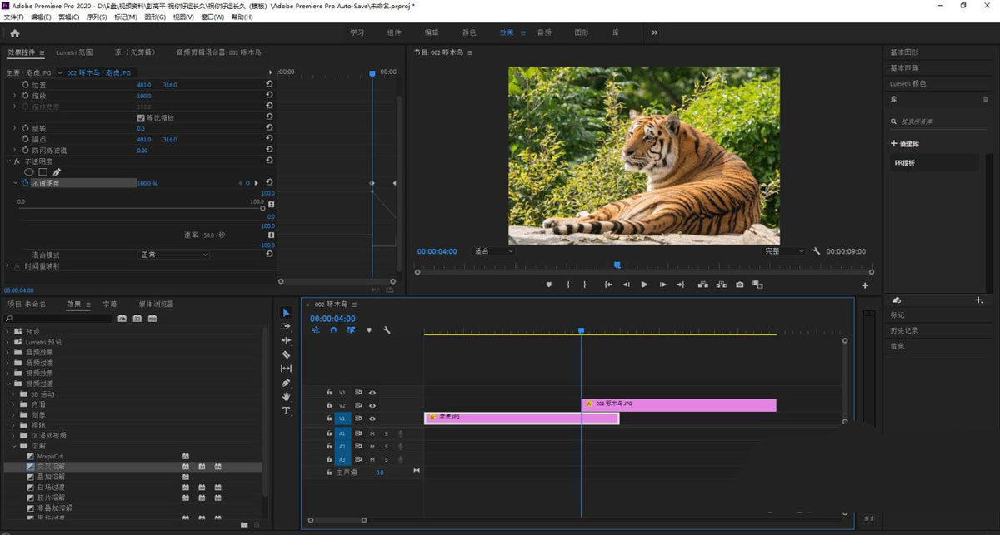 Adobe Premiere Pro 2020 - D:\E盘\视频资料\彭高平-祝你好运长久\祝你好运长久（模板）\Adobe Premiere Pro Auto-Save\未命名.prproj *
文件(F) 编辑(E) 剪辑(C) 序列(S) 标记(M) 图形(G) 视图(V) 窗口(W) 帮助(H)
学习 组件 编辑 颜色 效果 音频 图形 库
效果控件 Lumetri 范围 源:（无剪辑） 音频剪辑混合器: 002 啄木鸟
主要 * 老虎.JPG 002 啄木鸟 * 老虎.JPG
:00:00 00:00
位置 481.0 316.0
缩放 100.0
缩放宽度 100.0
等比缩放
旋转 0.0
锚点 481.0 316.0
防闪烁滤镜 0.00
fx 不透明度
不透明度 100.0 %
100.0
0.0 100.0
0.0
100.0
速率 -50.0 /秒
-100.0
混合模式 正常
fx 时间重映射
00:00:04:00
节目: 002 啄木鸟
00:00:04:00 适合 完整 00:00:09:00
基本图形
基本声音
Lumetri 颜色
库
搜索所有库
+ 新建库
PR模板
标记
历史记录
信息
项目: 未命名 效果 字幕 媒体浏览器
预设
Lumetri 预设
音频效果
音频过渡
视频效果
视频过渡
3D 运动
内滑
划像
擦除
沉浸式视频
溶解
MorphCut
交叉溶解
叠加溶解
白场过渡
胶片溶解
非叠加溶解
黑场过渡
002 啄木鸟
00:00:04:00
V3
V2 fx 002 啄木鸟.JPG
V1 fx 老虎.JPG
A1 M S
A2 M S
A3 M S
主声道 0.0
S S